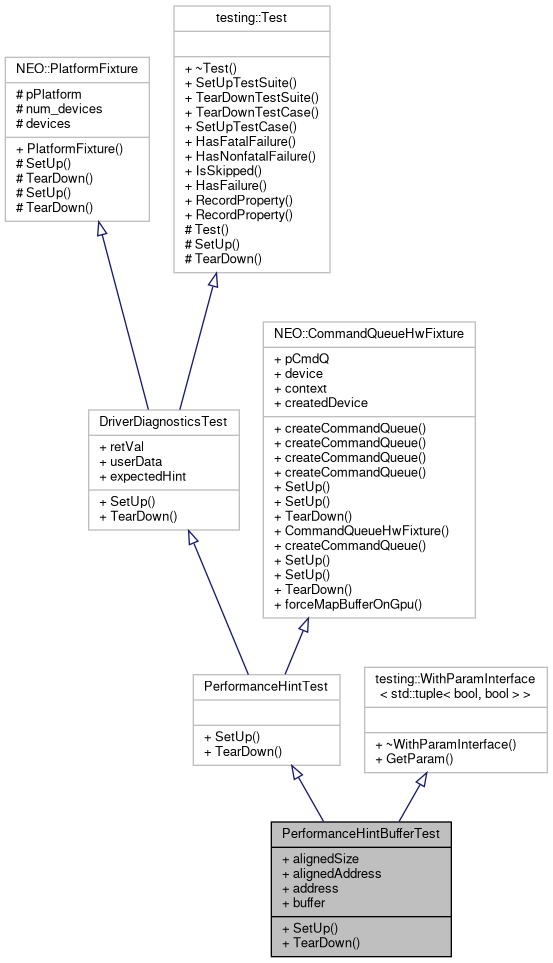 testing::Test
+ ~Test()
+ SetUpTestSuite()
+ TearDownTestSuite()
+ TearDownTestCase()
+ SetUpTestCase()
+ HasFatalFailure()
+ HasNonfatalFailure()
+ IsSkipped()
+ HasFailure()
+ RecordProperty()
+ RecordProperty()
# Test()
# SetUp()
# TearDown()
NEO::PlatformFixture
# pPlatform
# num_devices
# devices
+ PlatformFixture()
# SetUp()
# TearDown()
# SetUp()
# TearDown()
NEO::CommandQueueHwFixture
+ pCmdQ
+ device
+ context
+ createdDevice
+ createCommandQueue()
+ createCommandQueue()
+ createCommandQueue()
+ createCommandQueue()
+ SetUp()
+ SetUp()
+ TearDown()
+ CommandQueueHwFixture()
+ createCommandQueue()
+ SetUp()
+ SetUp()
+ TearDown()
+ forceMapBufferOnGpu()
DriverDiagnosticsTest
+ retVal
+ userData
+ expectedHint
+ SetUp()
+ TearDown()
PerformanceHintTest
+ SetUp()
+ TearDown()
testing::WithParamInterface
< std::tuple< bool, bool > >
+ ~WithParamInterface()
+ GetParam()
PerformanceHintBufferTest
+ alignedSize
+ alignedAddress
+ address
+ buffer
+ SetUp()
+ TearDown()